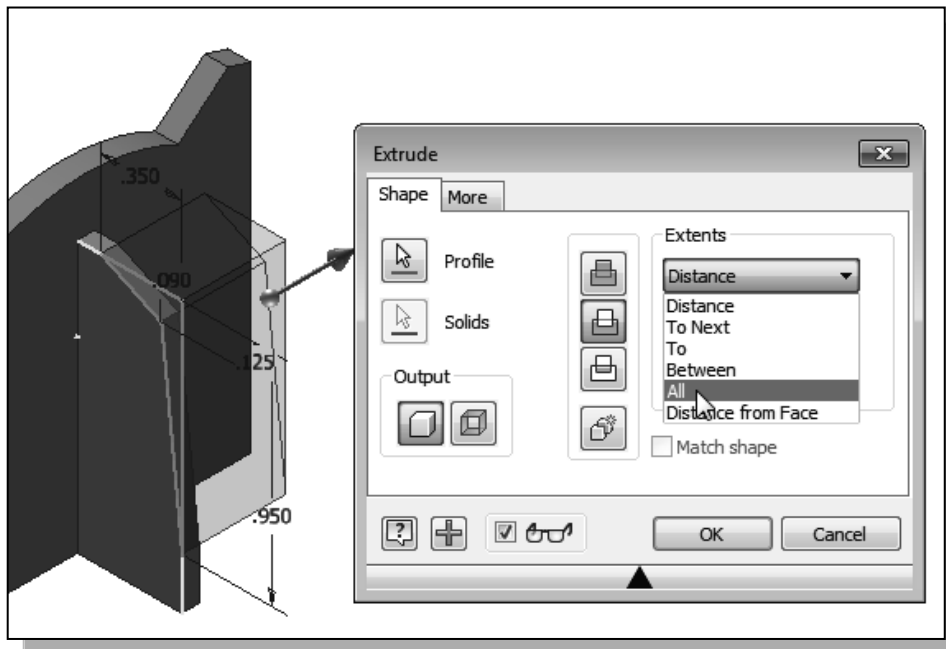 .350
.090
.125
.950
Extrude
Shape More
Profile
Solids
Output
Extents
Distance
Distance
To Next
To
Between
All
Distance from Face
Match shape
?
OK Cancel